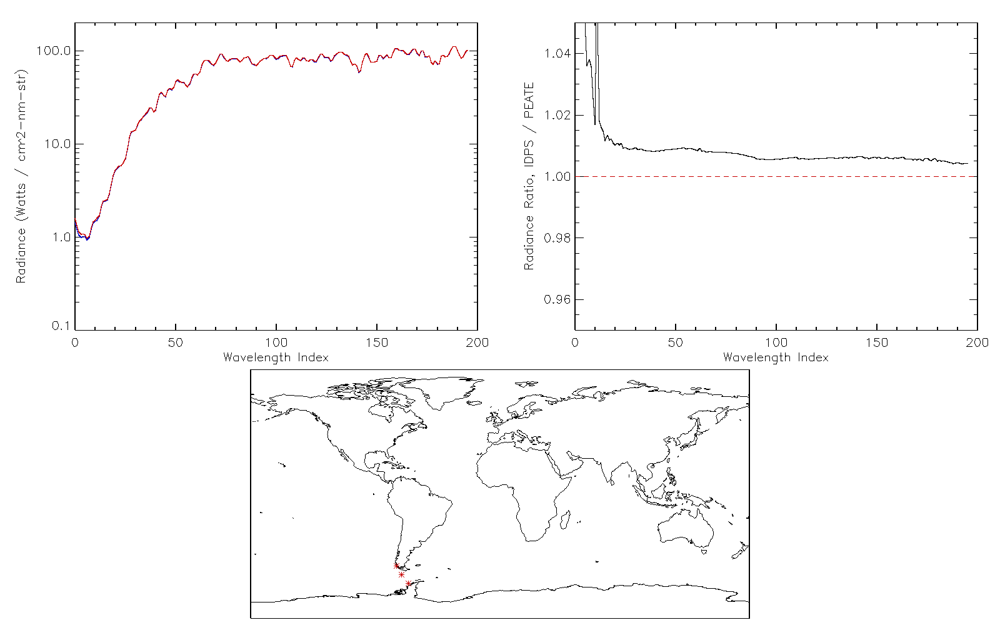 Radiance (Watts / cm^2-nm-str)
100.0
10.0
1.0
0.1
0 50 100 150 200
Wavelength Index
Radiance Ratio, IDPS / PEATE
1.04
1.02
1.00
0.98
0.96
0 50 100 150 200
Wavelength Index